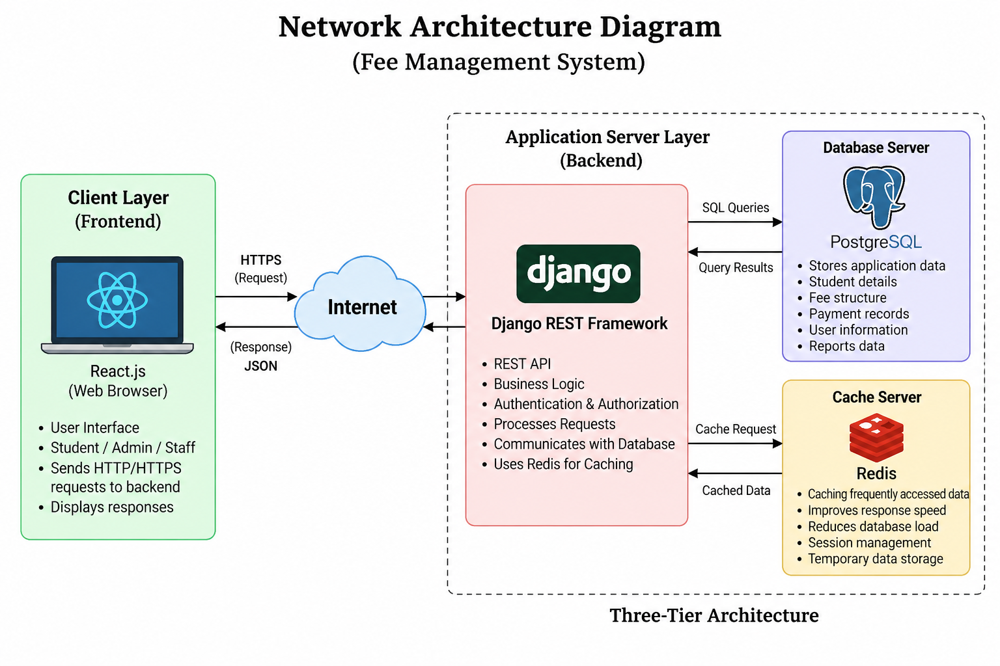 Network Architecture Diagram
(Fee Management System)
Client Layer
(Frontend)
React.js
(Web Browser)
• User Interface
• Student / Admin / Staff
• Sends HTTP/HTTPS
requests to backend
• Displays responses
HTTPS
(Request)
(Response)
JSON
Internet
Application Server Layer
(Backend)
django
Django REST Framework
• REST API
• Business Logic
• Authentication & Authorization
• Processes Requests
• Communicates with Database
• Uses Redis for Caching
SQL Queries
Query Results
Cache Request
Cached Data
Database Server
PostgreSQL
• Stores application data
• Student details
• Fee structure
• Payment records
• User information
• Reports data
Cache Server
Redis
• Caching frequently accessed data
• Improves response speed
• Reduces database load
• Session management
• Temporary data storage
Three-Tier Architecture